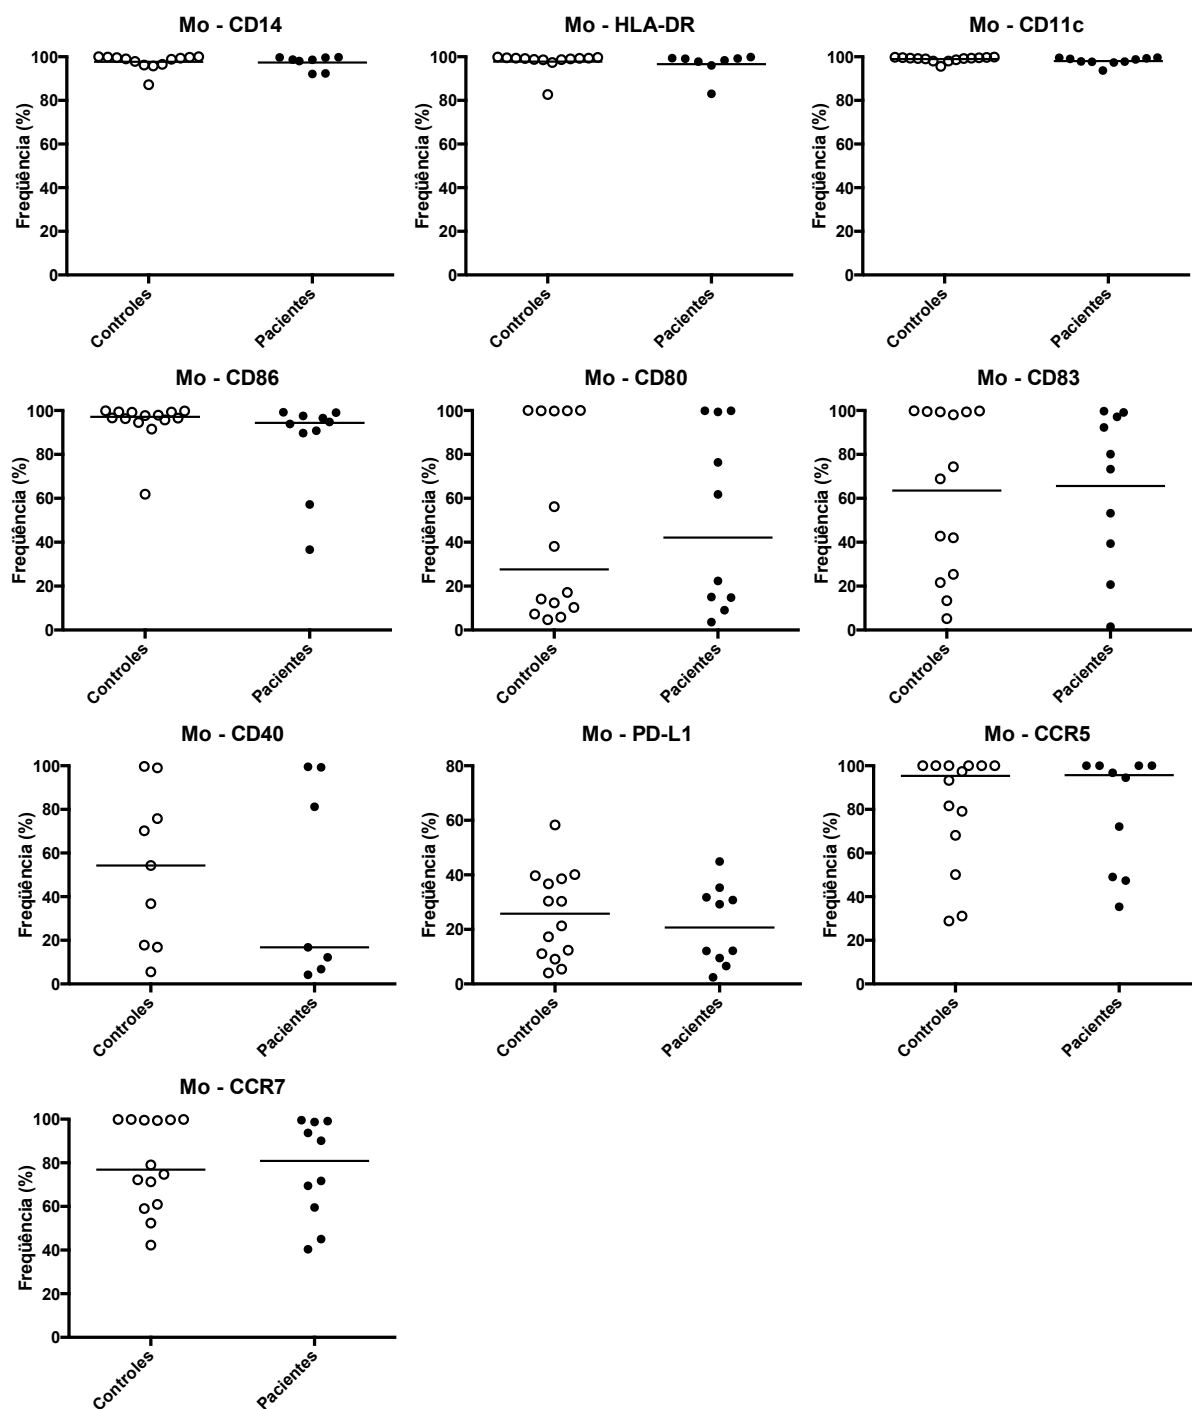 Mo - CD14
Freqüência (%)
100
80
60
40
20
0
Controles
Pacientes
Mo - HLA-DR
Freqüência (%)
100
80
60
40
20
0
Controles
Pacientes
Mo - CD11c
Freqüência (%)
100
80
60
40
20
0
Controles
Pacientes
Mo - CD86
Freqüência (%)
100
80
60
40
20
0
Controles
Pacientes
Mo - CD80
Freqüência (%)
100
80
60
40
20
0
Controles
Pacientes
Mo - CD83
Freqüência (%)
100
80
60
40
20
0
Controles
Pacientes
Mo - CD40
Freqüência (%)
100
80
60
40
20
0
Controles
Pacientes
Mo - PD-L1
Freqüência (%)
80
60
40
20
0
Controles
Pacientes
Mo - CCR5
Freqüência (%)
100
80
60
40
20
0
Controles
Pacientes
Mo - CCR7
Freqüência (%)
100
80
60
40
20
0
Controles
Pacientes